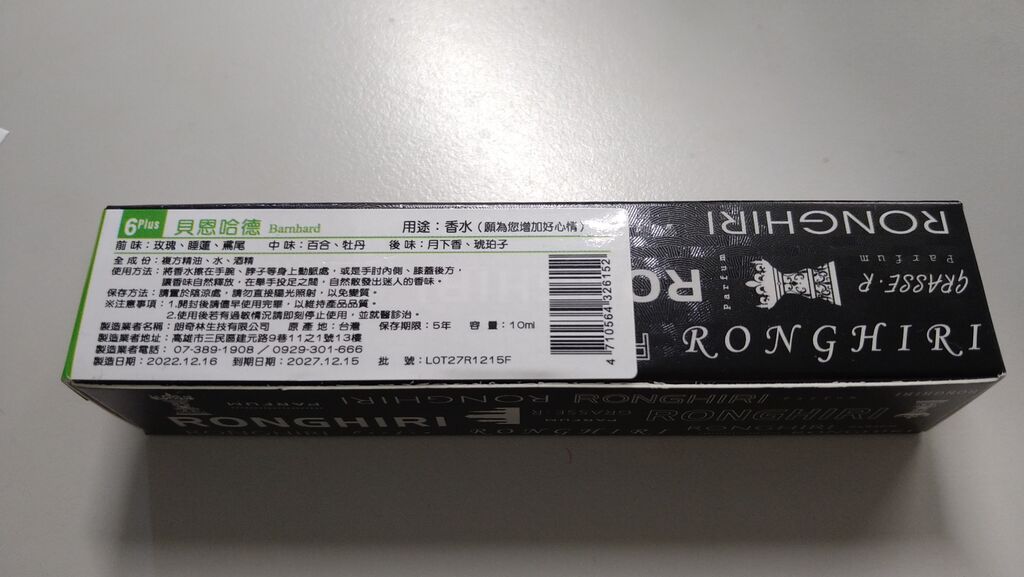 6Plus 貝恩哈德 Barnhard 用途：香水（願為您增加好心情）
前味：玫瑰、睡蓮、鳶尾 中味：百合、牡丹 後味：月下香、琥珀子
全成份：複方精油、水、酒精
使用方法：將香水擦在手腕、脖子等身上動脈處，或是手肘內側、膝蓋後方，
讓香味自然釋放，在舉手投足之間，自然散發出迷人的香味。
保存方法：請置於陰涼處，請勿直接陽光照射，以免變質。
※注意事項：1.開封後請儘早使用完畢，以維持產品品質。
2.使用後若有過敏情況請即刻停止使用，並就醫診治。
製造業者名稱：朗奇林生技有限公司 原產地：台灣 保存期限：5年 容量：10ml
製造業者地址：高雄市三民區建元路9巷11之1號13樓
製造業者電話：07-389-1908／0929-301-666
製造日期：2022.12.16 到期日期：2027.12.15 批號：LOT27R1215F
4 710564 326152
RONGHIRI
Parfum
GRASSE·R
Parfum
RO
RONGHIRI
PARFUM
RONGHIRI
RONGHIRI
RONGHIRI
RONGHIRI
PARFUM
GRASSE·R
RONGHIRI
RONGHIRI
RONGHIRI
RONGHIRI